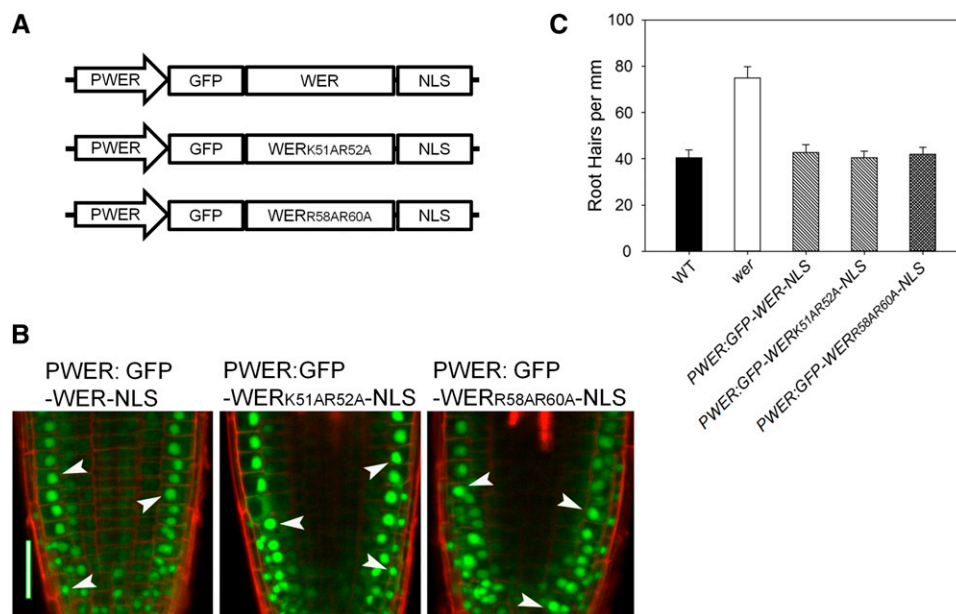 A
PWER GFP WER NLS
PWER GFP WERK51AR52A NLS
PWER GFP WERR58AR60A NLS
B
PWER: GFP
-WER-NLS
PWER:GFP
-WERK51AR52A-NLS
PWER: GFP
-WERR58AR60A-NLS
C
Root Hairs per mm
100
80
60
40
20
0
WT
wer
PWER:GFP-WER-NLS
PWER:GFP-WERK51AR52A-NLS
PWER:GFP-WERR58AR60A-NLS